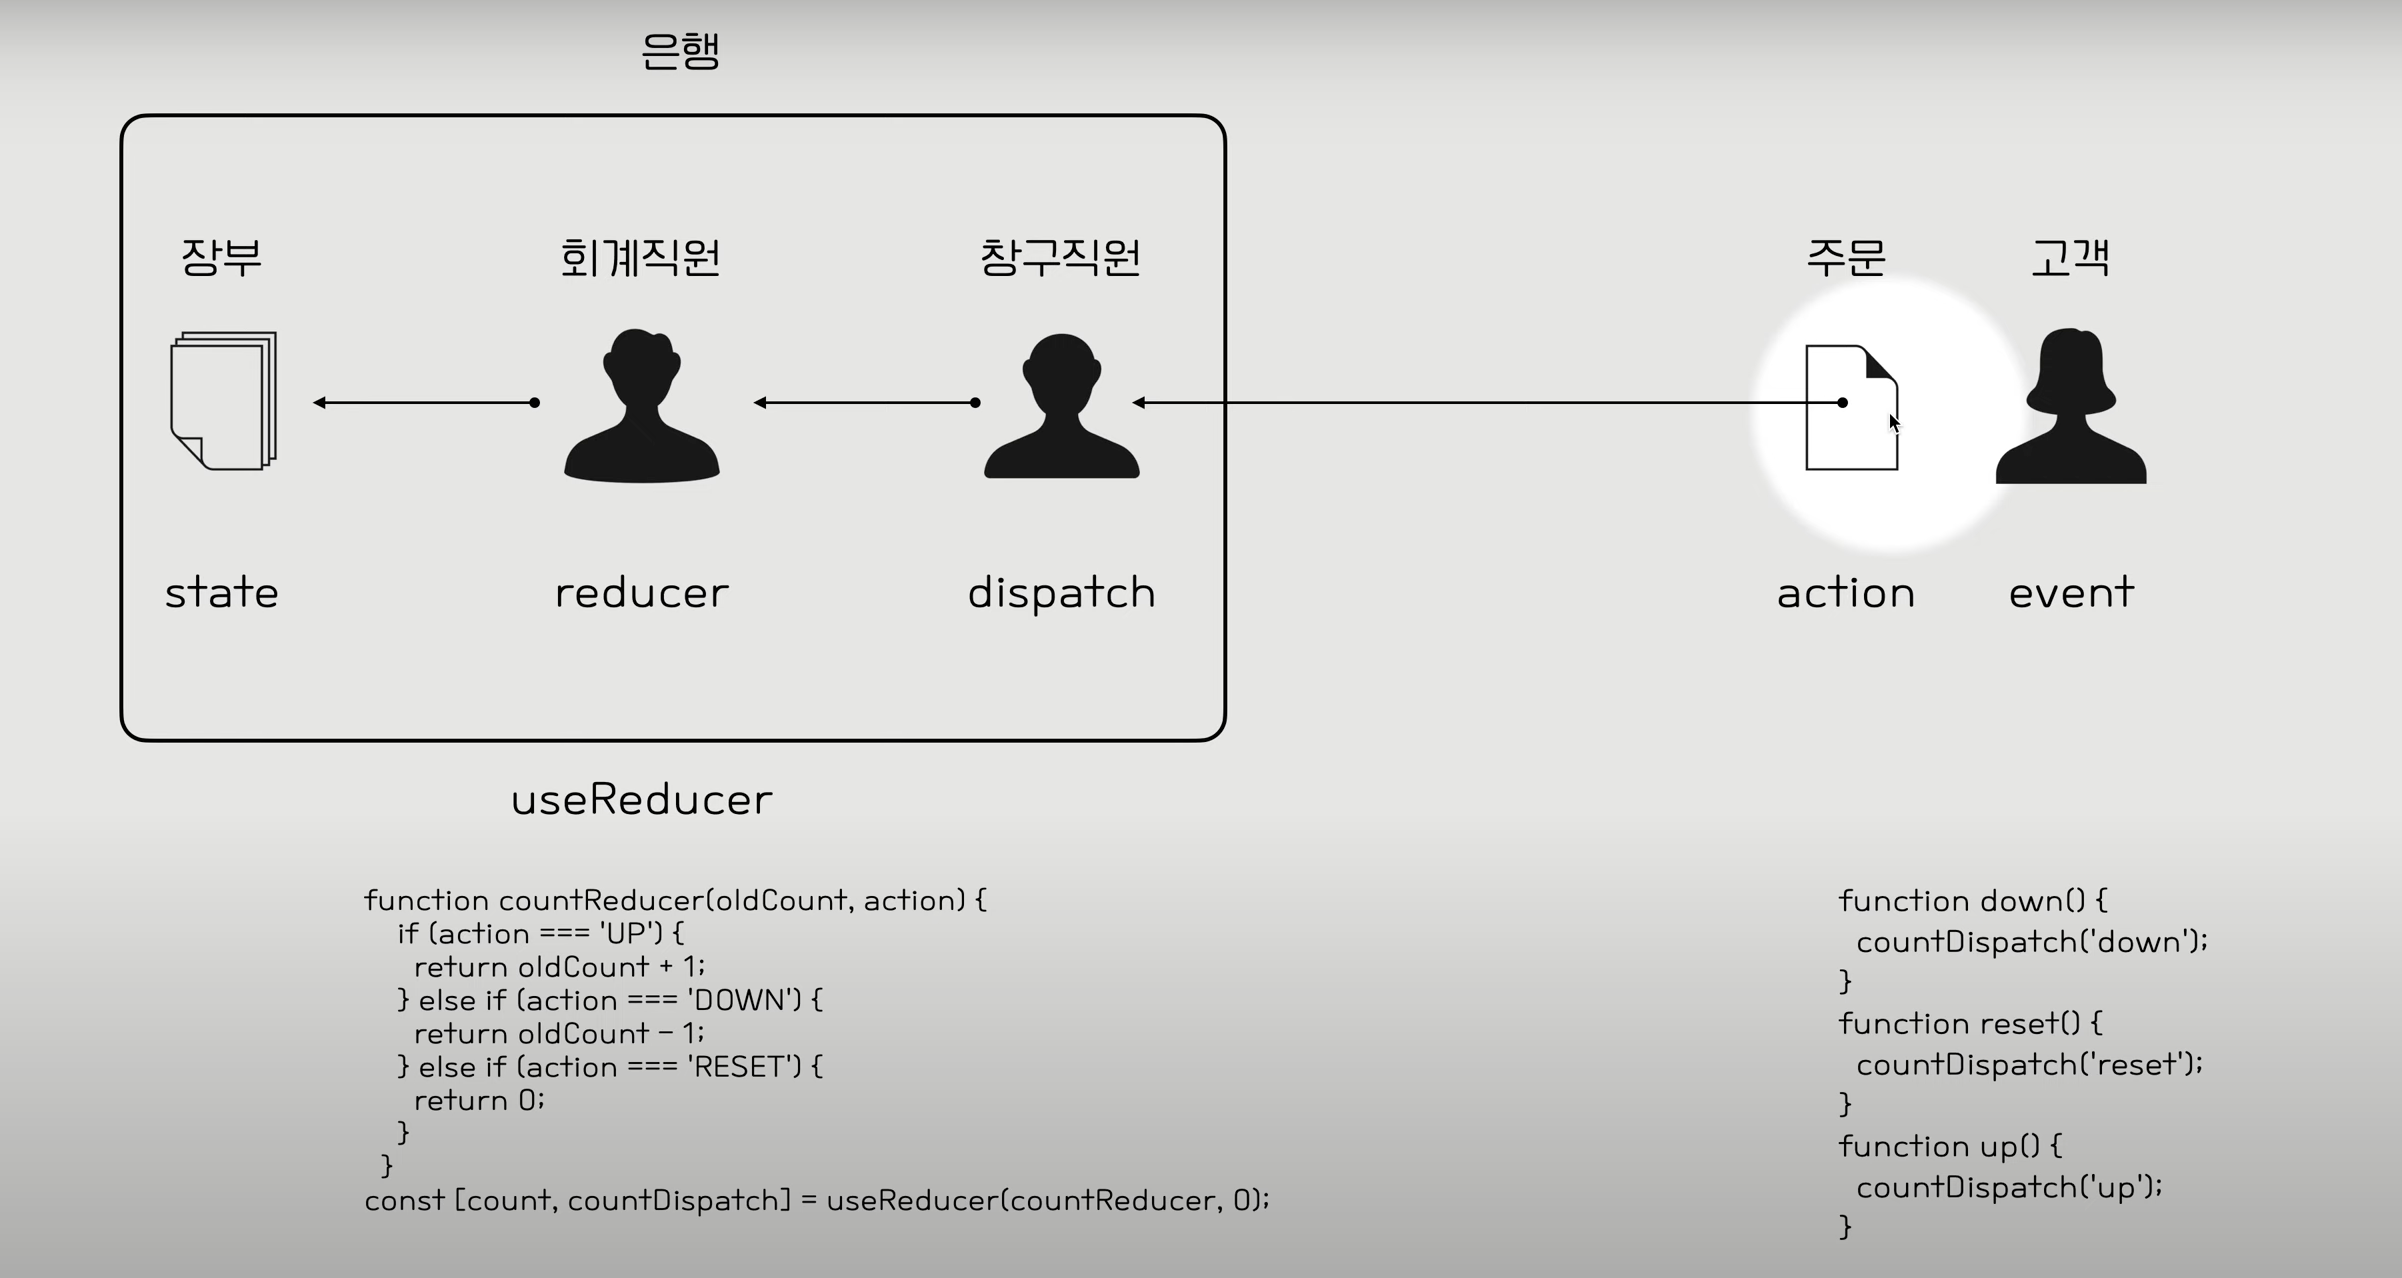 은행
장부 회계직원 창구직원 주문 고객
state reducer dispatch action event
useReducer
function countReducer(oldCount, action) {
if (action === 'UP') {
return oldCount + 1;
} else if (action === 'DOWN') {
return oldCount - 1;
} else if (action === 'RESET') {
return 0;
}
}
const [count, countDispatch] = useReducer(countReducer, 0);
function down() {
countDispatch('down');
}
function reset() {
countDispatch('reset');
}
function up() {
countDispatch('up');
}